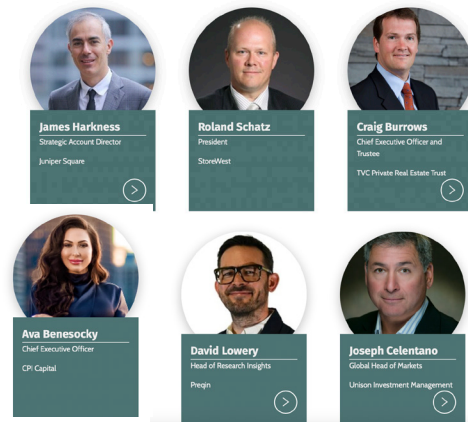 James Harkness
Strategic Account Director
Juniper Square
Roland Schatz
President
StoreWest
Craig Burrows
Chief Executive Officer and
Trustee
TVC Private Real Estate Trust
Ava Benesocky
Chief Executive Officer
CPI Capital
David Lowery
Head of Research Insights
Preqin
Joseph Celentano
Global Head of Markets
Unison Investment Management